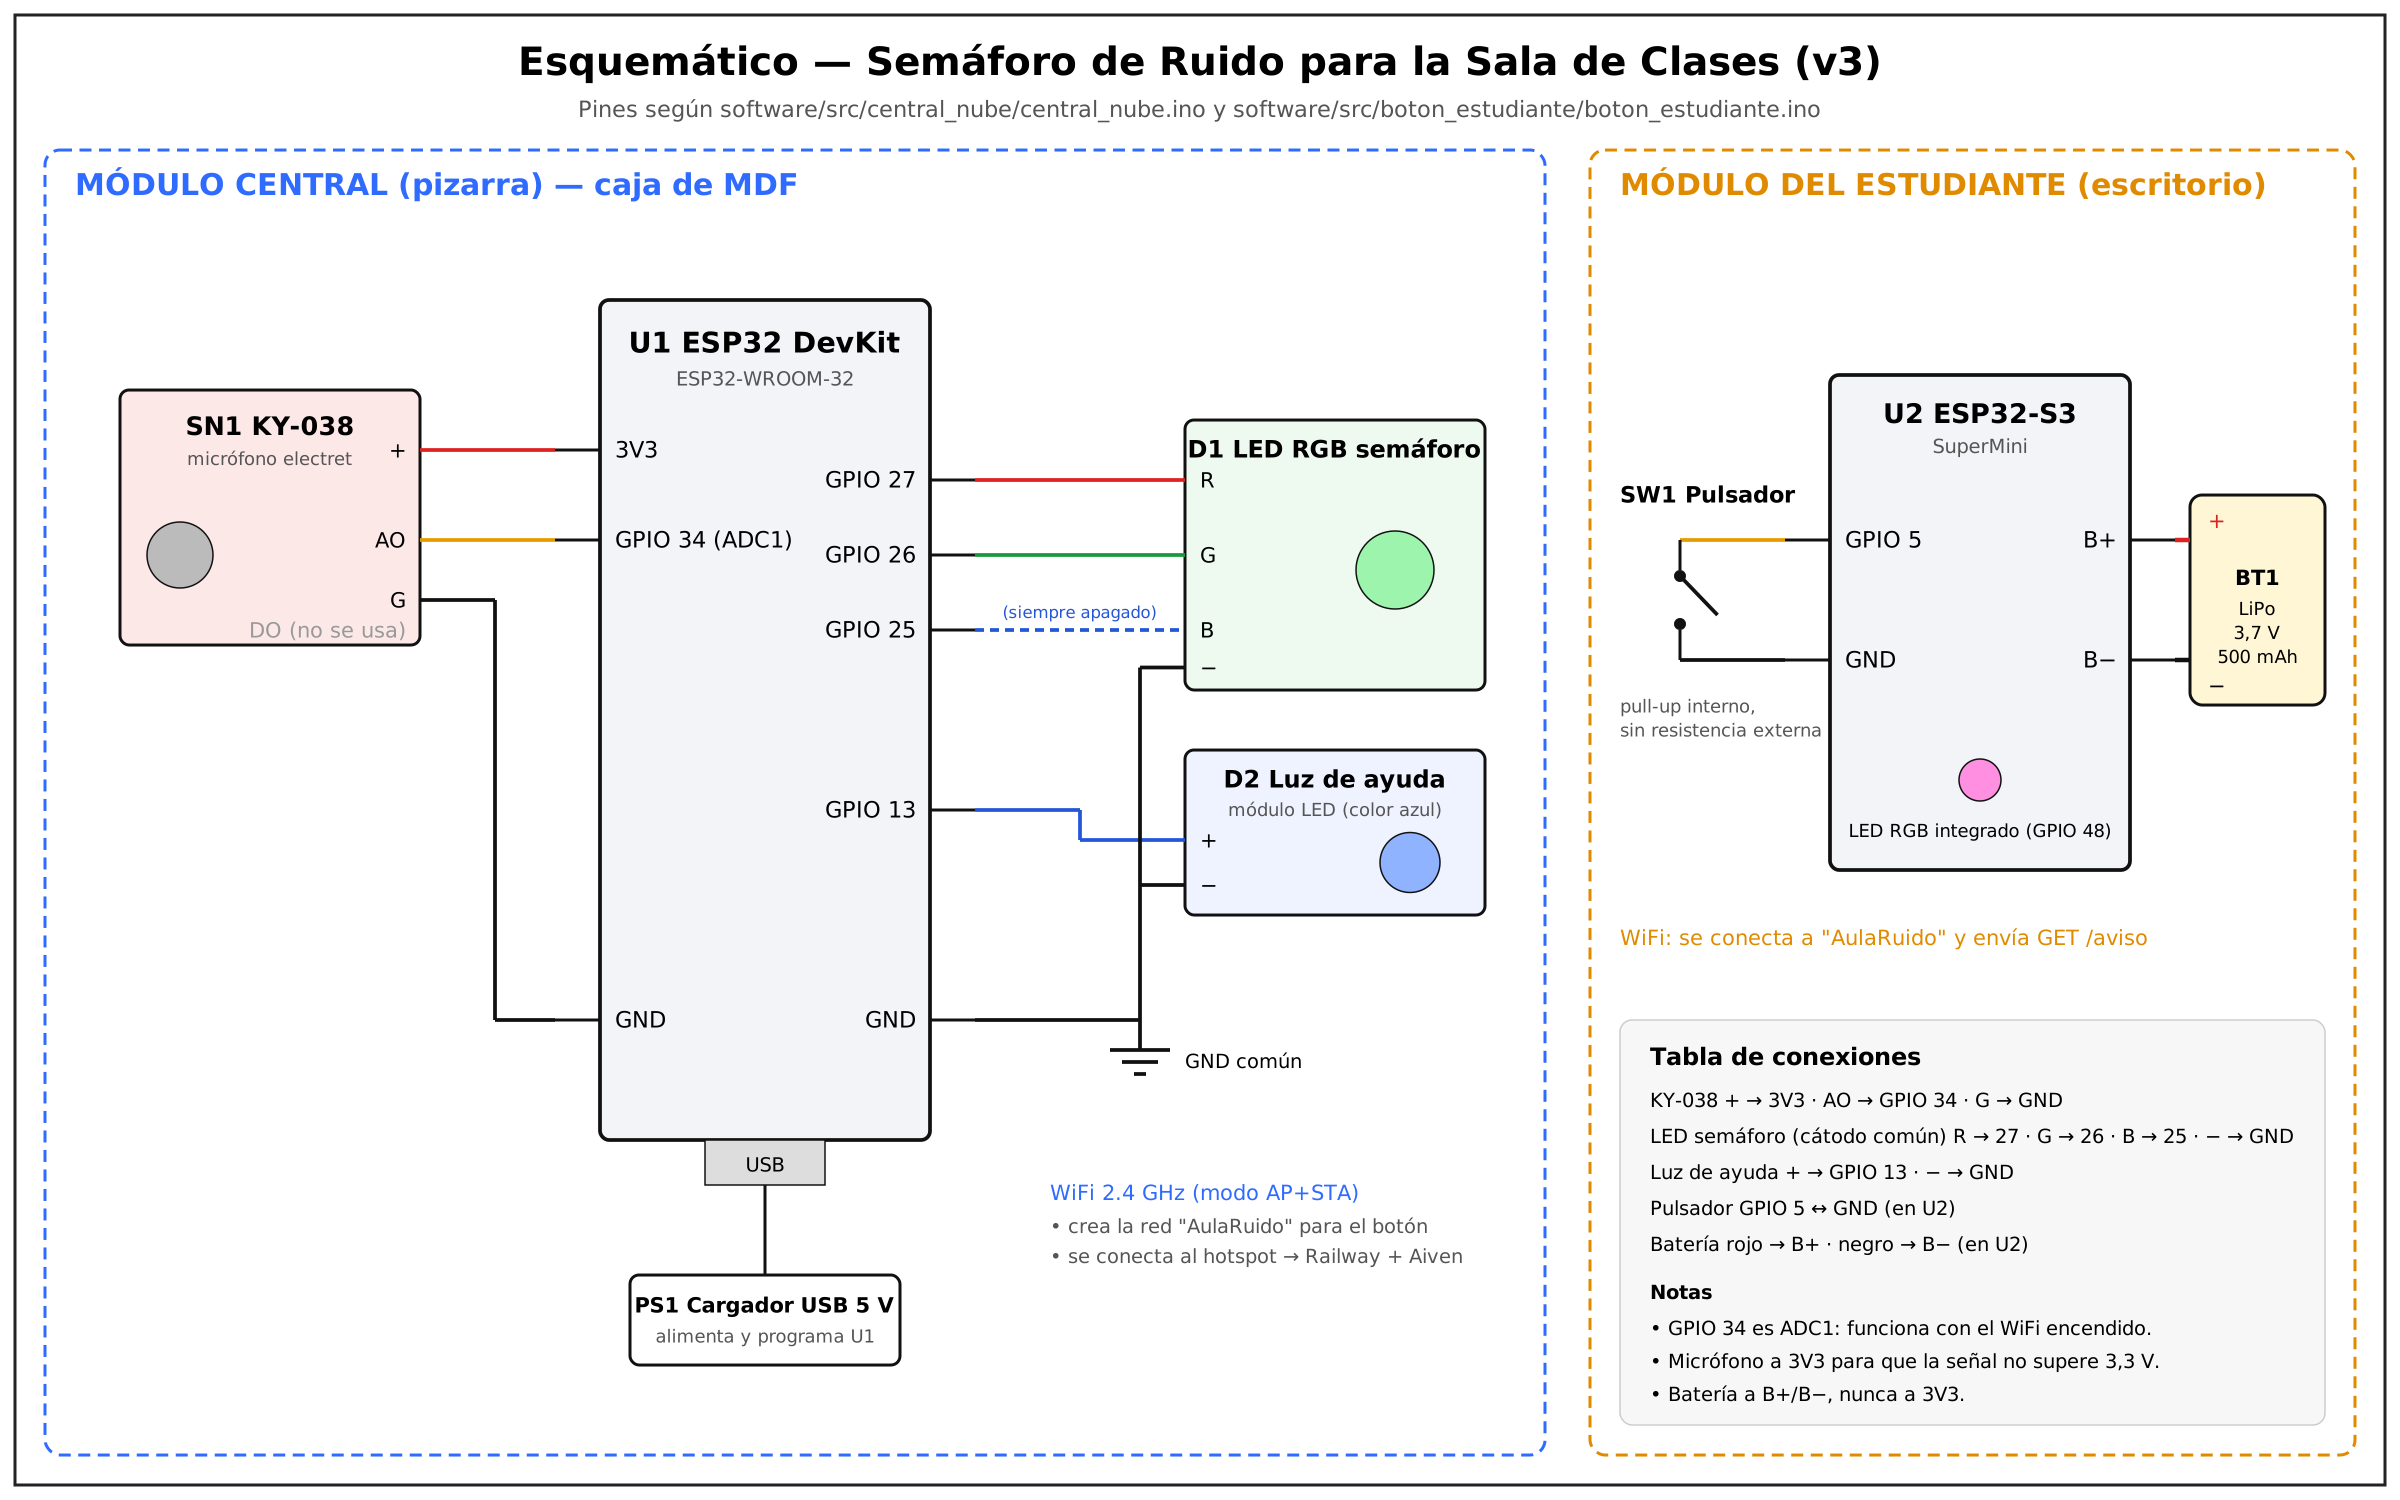 Esquemático — Semáforo de Ruido para la Sala de Clases (v3)
Pines según software/src/central_nube/central_nube.ino y software/src/boton_estudiante/boton_estudiante.ino
MÓDULO CENTRAL (pizarra) — caja de MDF
SN1 KY-038
micrófono electret
+
AO
G
DO (no se usa)
U1 ESP32 DevKit
ESP32-WROOM-32
3V3
GPIO 34 (ADC1)
GND
GPIO 27
GPIO 26
GPIO 25
GPIO 13
GND
(siempre apagado)
D1 LED RGB semáforo
R
G
B
−
D2 Luz de ayuda
módulo LED (color azul)
+
−
GND común
USB
PS1 Cargador USB 5 V
alimenta y programa U1
WiFi 2.4 GHz (modo AP+STA)
• crea la red "AulaRuido" para el botón
• se conecta al hotspot → Railway + Aiven
MÓDULO DEL ESTUDIANTE (escritorio)
SW1 Pulsador
pull-up interno,
sin resistencia externa
U2 ESP32-S3
SuperMini
GPIO 5
GND
B+
B−
LED RGB integrado (GPIO 48)
+
BT1
LiPo
3,7 V
500 mAh
−
WiFi: se conecta a "AulaRuido" y envía GET /aviso
Tabla de conexiones
KY-038 + → 3V3 · AO → GPIO 34 · G → GND
LED semáforo (cátodo común) R → 27 · G → 26 · B → 25 · − → GND
Luz de ayuda + → GPIO 13 · − → GND
Pulsador GPIO 5 ↔ GND (en U2)
Batería rojo → B+ · negro → B− (en U2)
Notas
• GPIO 34 es ADC1: funciona con el WiFi encendido.
• Micrófono a 3V3 para que la señal no supere 3,3 V.
• Batería a B+/B−, nunca a 3V3.